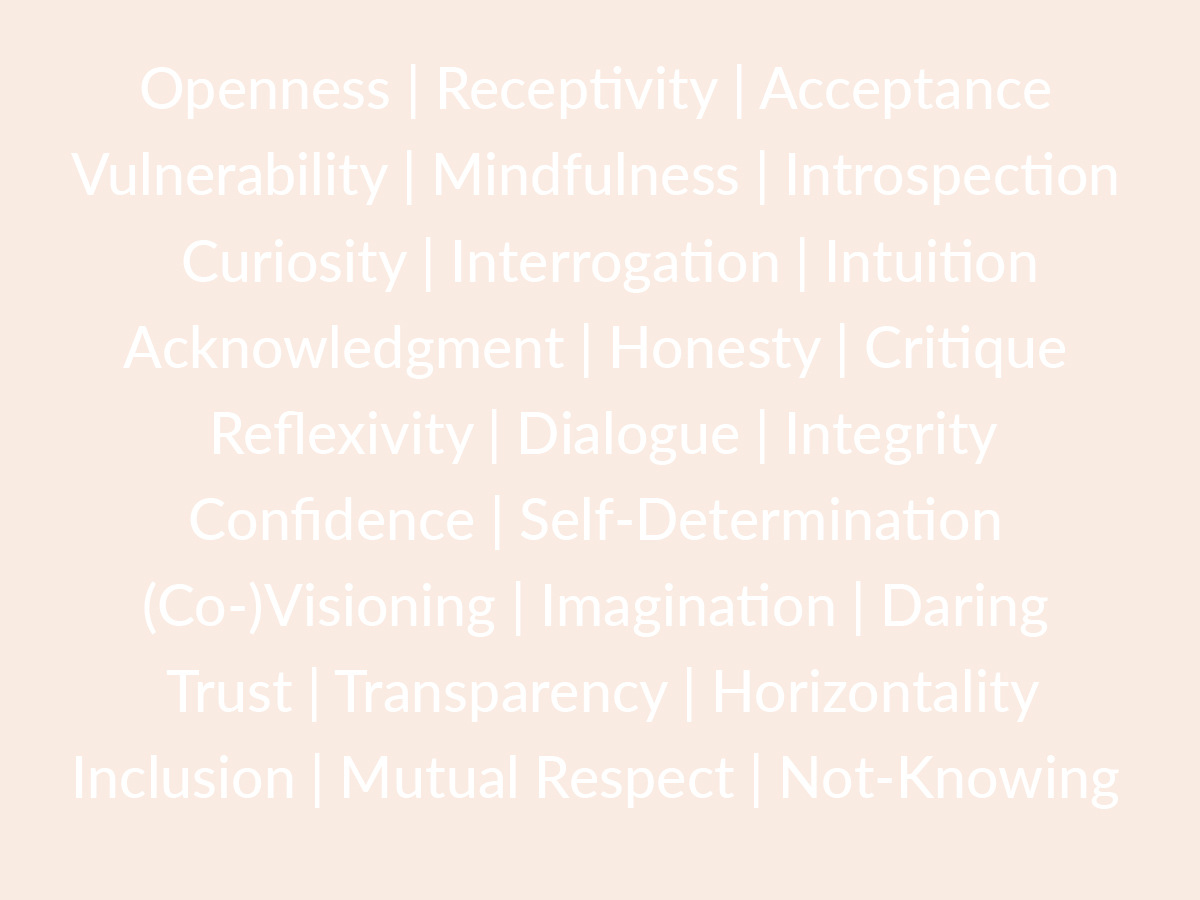 Openness | Receptivity | Acceptance
Vulnerability | Mindfulness | Introspection
Curiosity | Interrogation | Intuition
Acknowledgment | Honesty | Critique
Reflexivity | Dialogue | Integrity
Confidence | Self-Determination
(Co-)Visioning | Imagination | Daring
Trust | Transparency | Horizontality
Inclusion | Mutual Respect | Not-Knowing